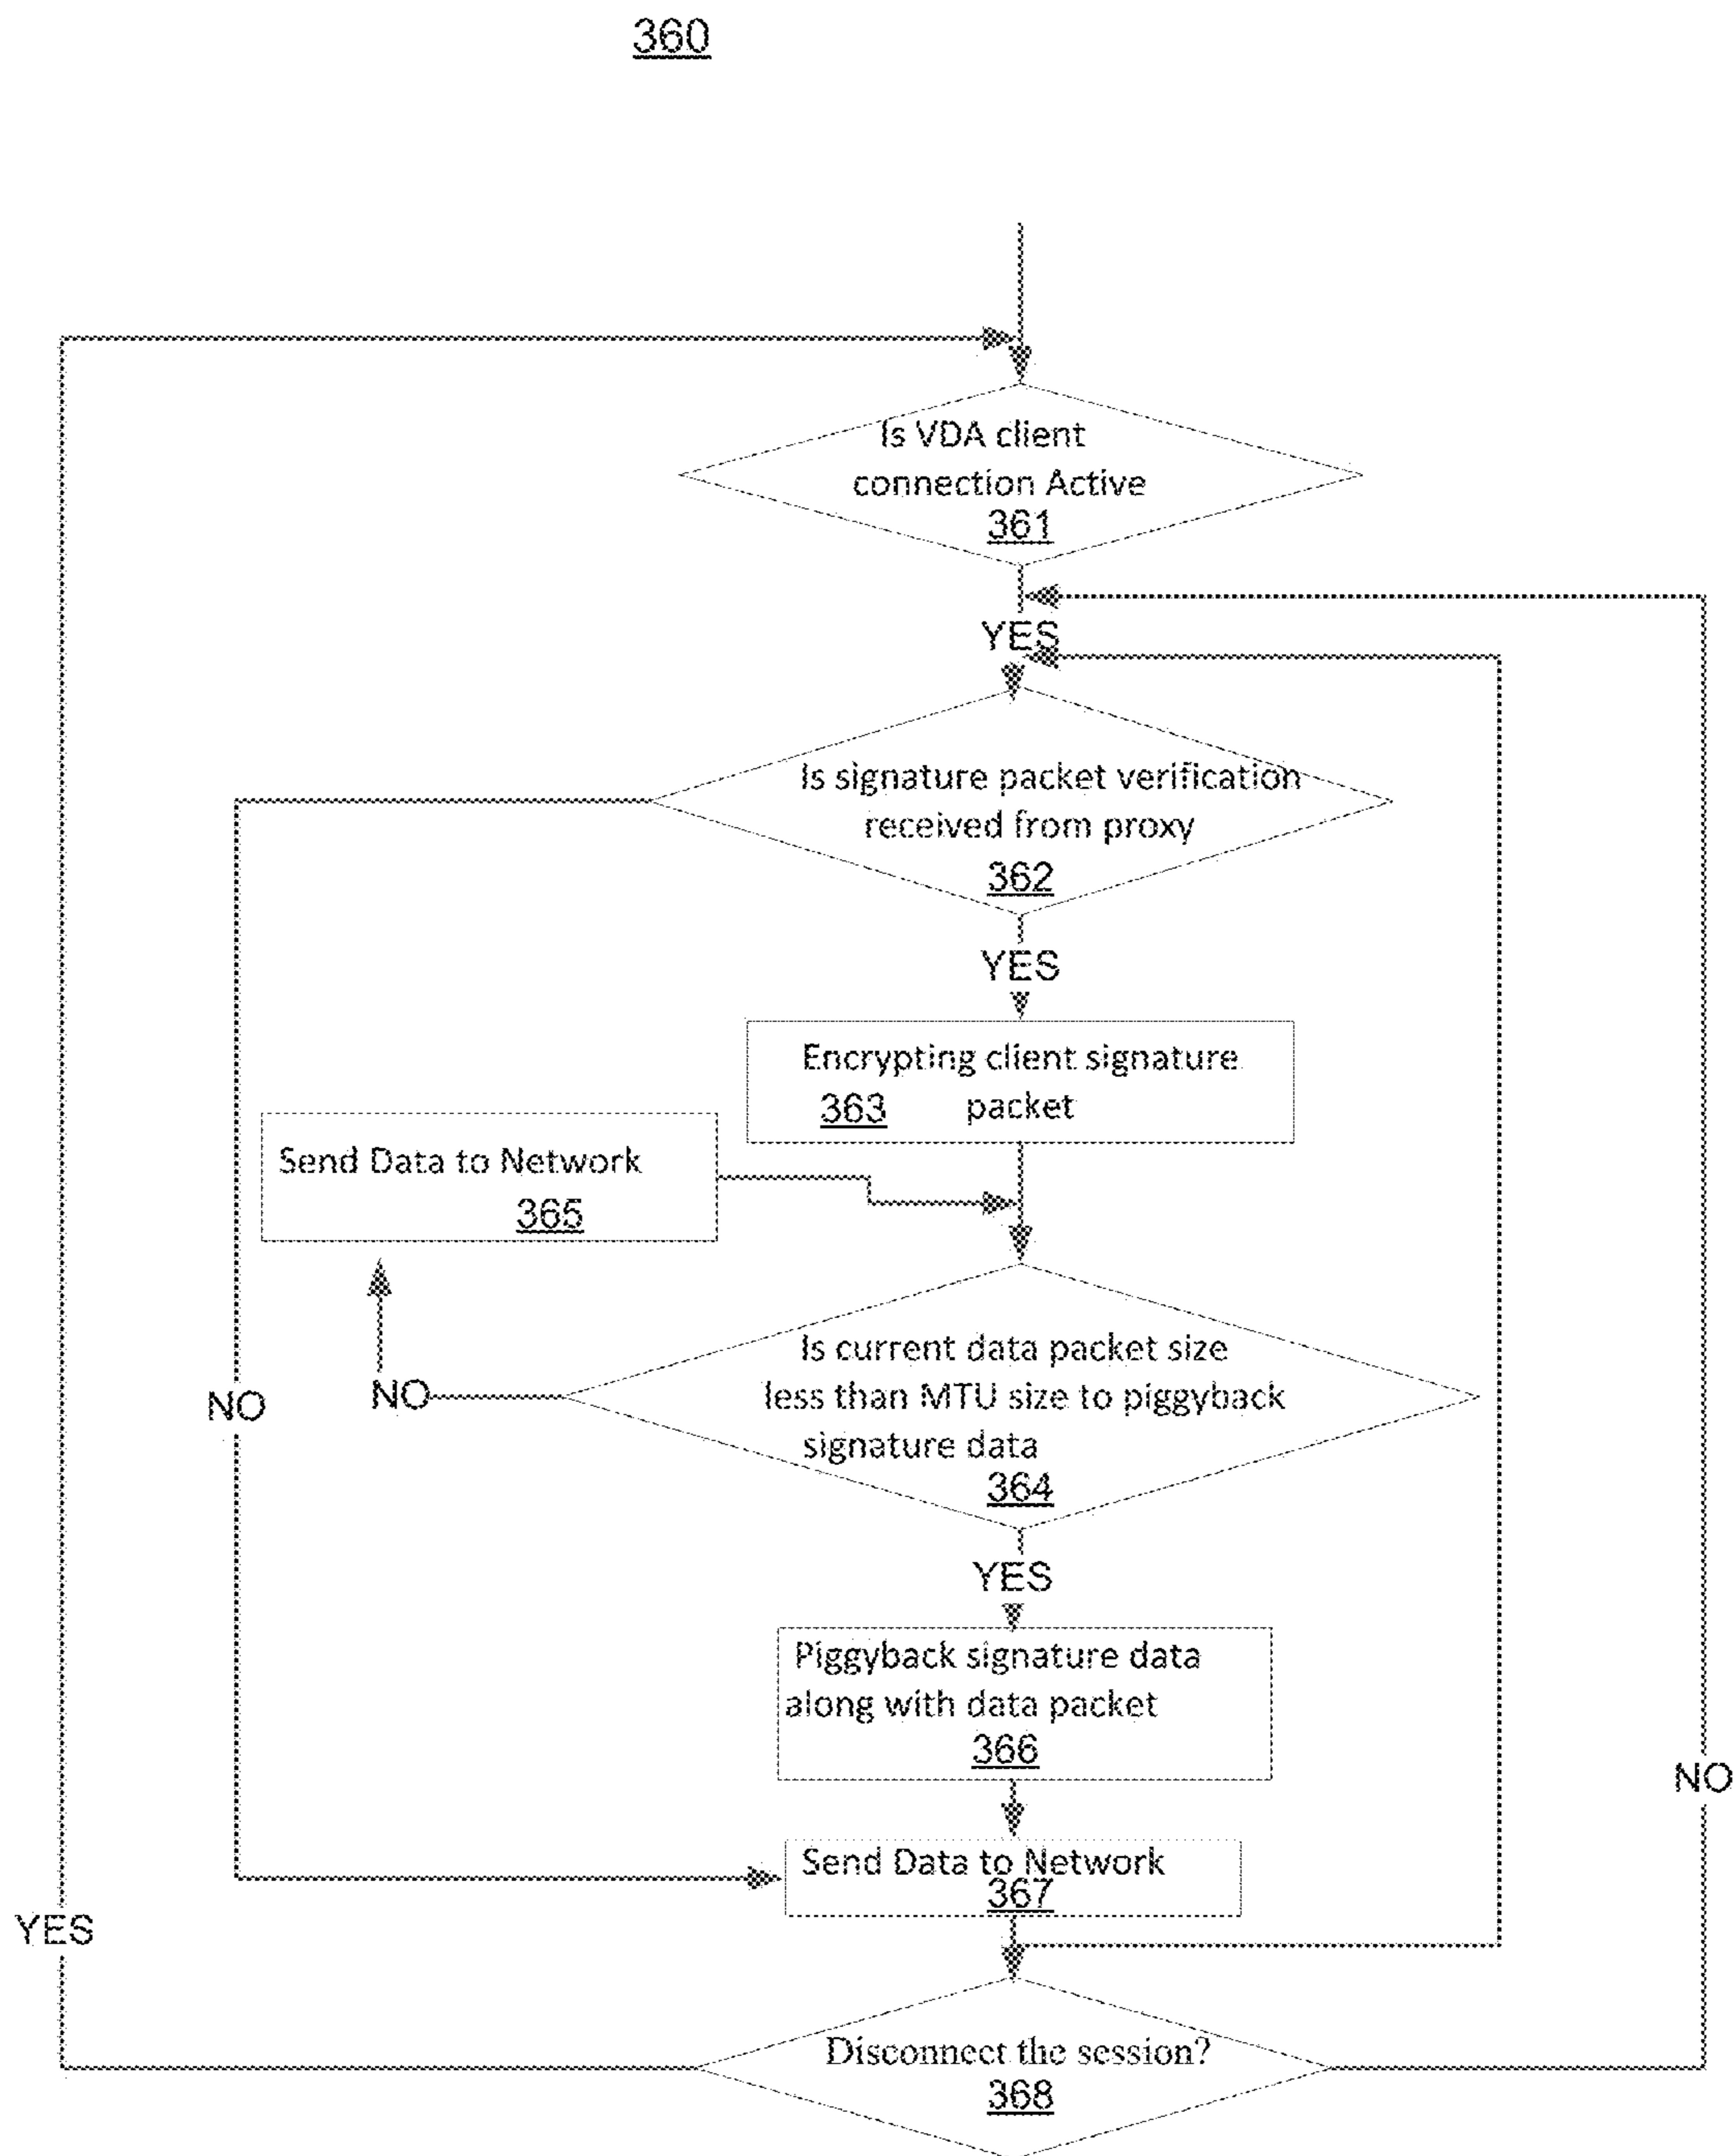 360
Is VDA client
connection Active
361
YES
Is signature packet verification
received from proxy
362
YES
Encrypting client signature
363 packet
Send Data to Network
365
Is current data packet size
less than MTU size to piggyback
signature data
364
NO
NO
YES
Piggyback signature data
along with data packet
366
NO
Send Data to Network
367
YES
Disconnect the session?
368